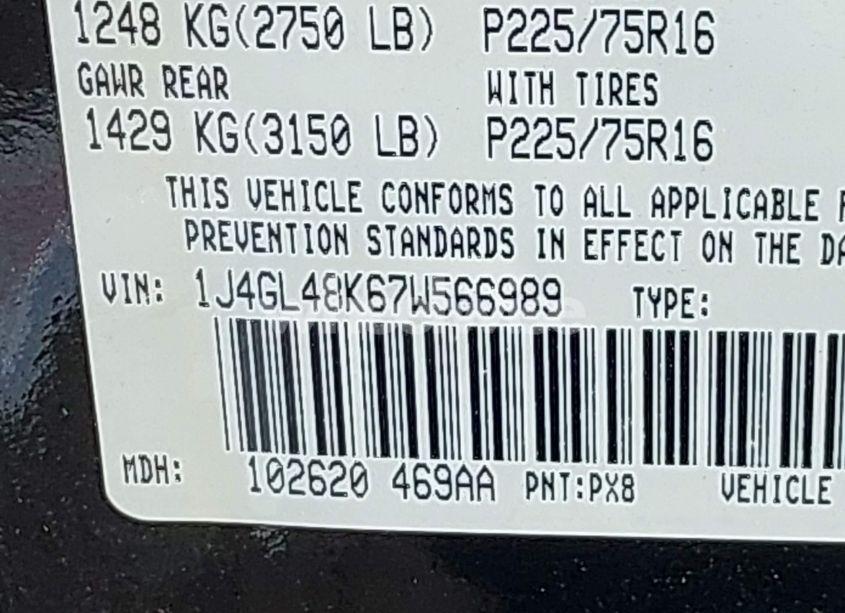 1248 KG(2750 LB) P225/75R16
GAWR REAR WITH TIRES
1429 KG(3150 LB) P225/75R16
THIS VEHICLE CONFORMS TO ALL APPLICABLE
PREVENTION STANDARDS IN EFFECT ON THE
VIN: 1J4GL48K67W566989 TYPE:
MDH: 102620 469AA PNT:PX8 VEHICLE